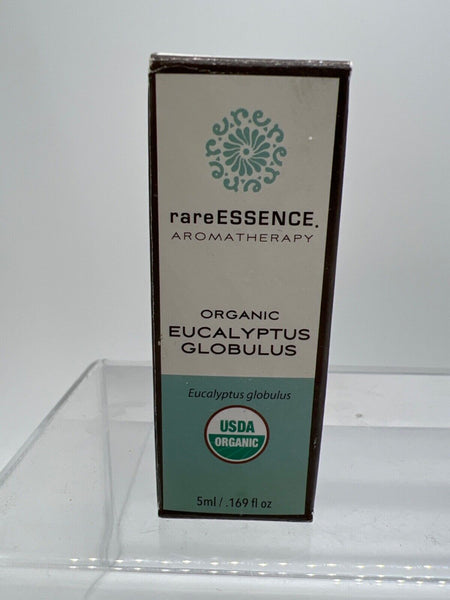 rareESSENCE.
AROMATHERAPY
ORGANIC
EUCALYPTUS
GLOBULUS
Eucalyptus globulus
USDA
ORGANIC
5ml / .169 fl oz